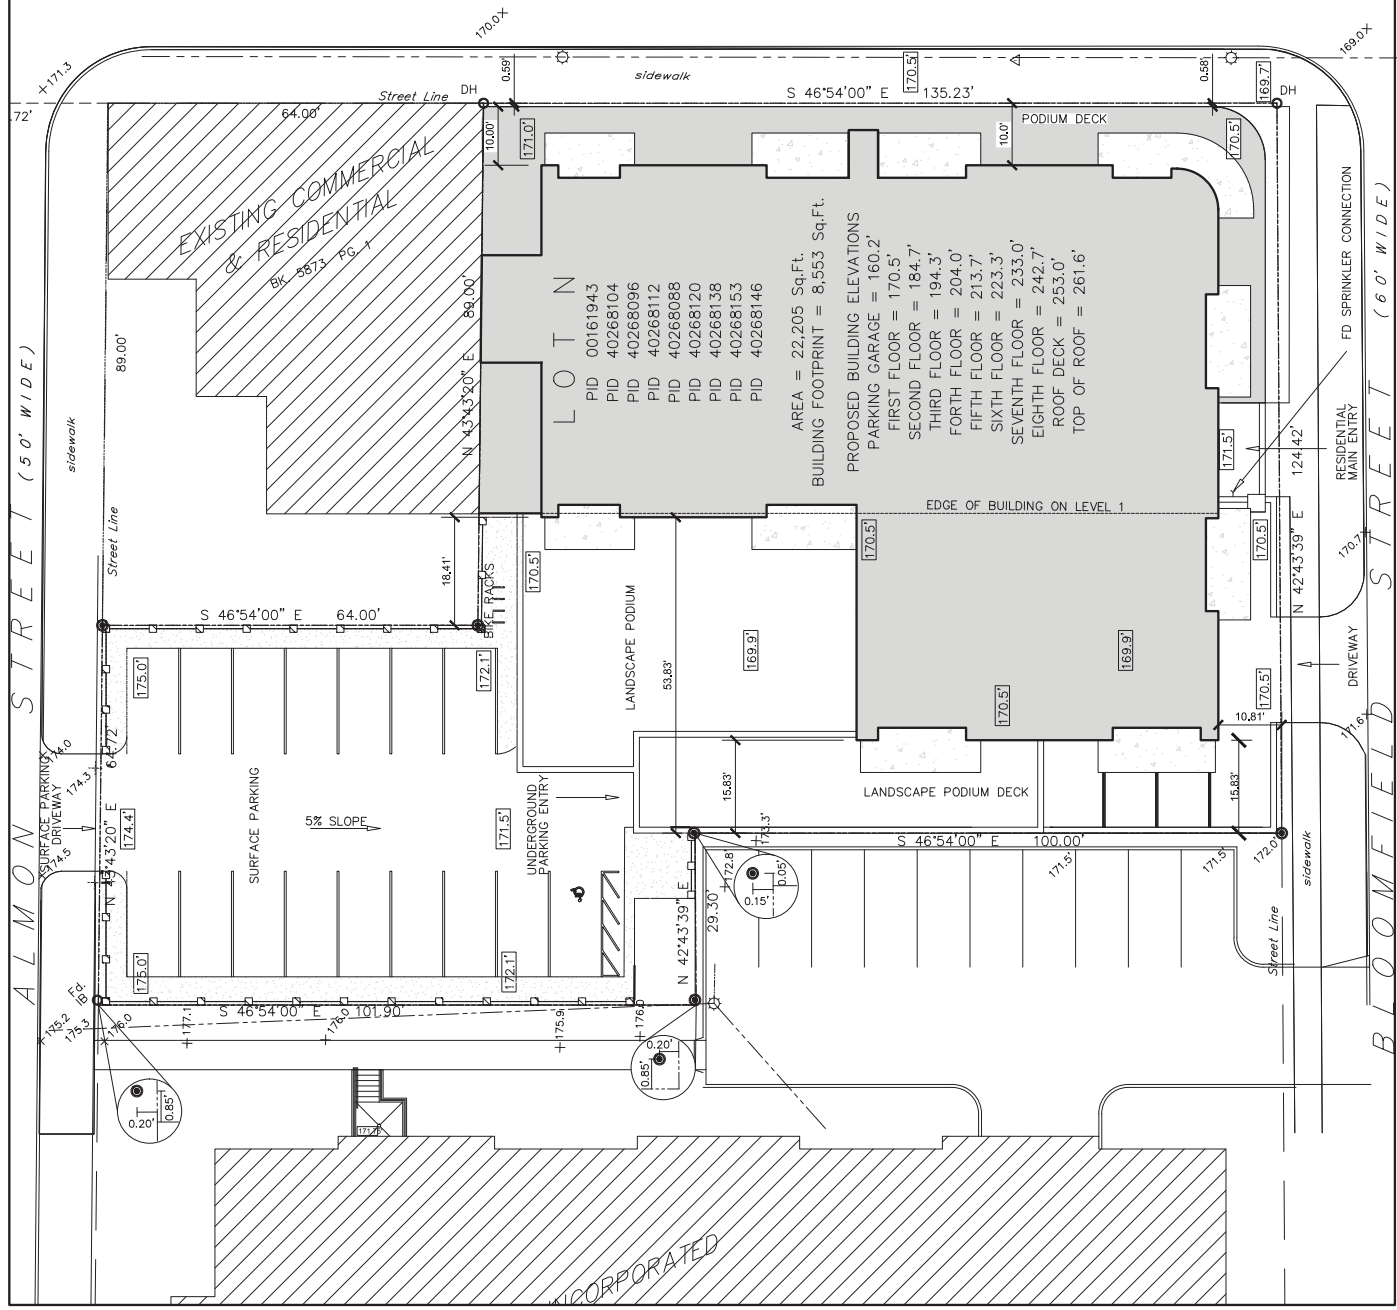 170.0
169.0
171.3
0.59'
sidewalk
170.5'
0.58'
169.7'
Street Line
DH
S 46°54'00" E 135.23'
DH
.72'
64.00'
10.00'
171.0'
10.0'
PODIUM DECK
170.5'
EXISTING COMMERCIAL
& RESIDENTIAL
BK. 5873 PG. 1
89.00'
N 43°43'20" E 89.00'
LOT N
PID 00161943
PID 40268104
PID 40268096
PID 40268112
PID 40268088
PID 40268120
PID 40268138
PID 40268153
PID 40268146
AREA = 22,205 Sq.Ft.
BUILDING FOOTPRINT = 8,553 Sq.Ft.
PROPOSED BUILDING ELEVATIONS
PARKING GARAGE = 160.2'
FIRST FLOOR = 170.5'
SECOND FLOOR = 184.7'
THIRD FLOOR = 194.3'
FORTH FLOOR = 204.0'
FIFTH FLOOR = 213.7'
SIXTH FLOOR = 223.3'
SEVENTH FLOOR = 233.0'
EIGHTH FLOOR = 242.7'
ROOF DECK = 253.0'
TOP OF ROOF = 261.6'
FD SPRINKLER CONNECTION
RESIDENTIAL
MAIN ENTRY
171.5'
124.42'
N 42°43'39" E
170.5'
170.7
EDGE OF BUILDING ON LEVEL 1
ALMON STREET (50' WIDE)
BLOOMFIELD STREET (60' WIDE)
sidewalk
Street Line
18.41'
BIKE RACKS
170.5'
170.5'
S 46°54'00" E 64.00'
LANDSCAPE PODIUM
53.83'
169.9'
169.9'
170.5'
170.5'
DRIVEWAY
171.6
10.81'
175.0'
172.1'
174.0
174.3
64.72'
N 43°43'20" E
174.4'
174.5
SURFACE PARKING
DRIVEWAY
SURFACE PARKING
5% SLOPE
171.5'
UNDERGROUND
PARKING ENTRY
15.83'
LANDSCAPE PODIUM DECK
15.83'
173.3'
S 46°54'00" E 100.00'
172.8'
171.5'
171.5'
172.0'
sidewalk
0.05'
0.15'
N 42°43'39" E
29.30'
Street Line
175.0'
172.1'
Fd.
IB
S 46°54'00" E 101.90'
175.2
175.3
176.0
177.1
176.0
175.9
176.0
0.20'
0.85'
0.20'
0.85'
NCORPORATED